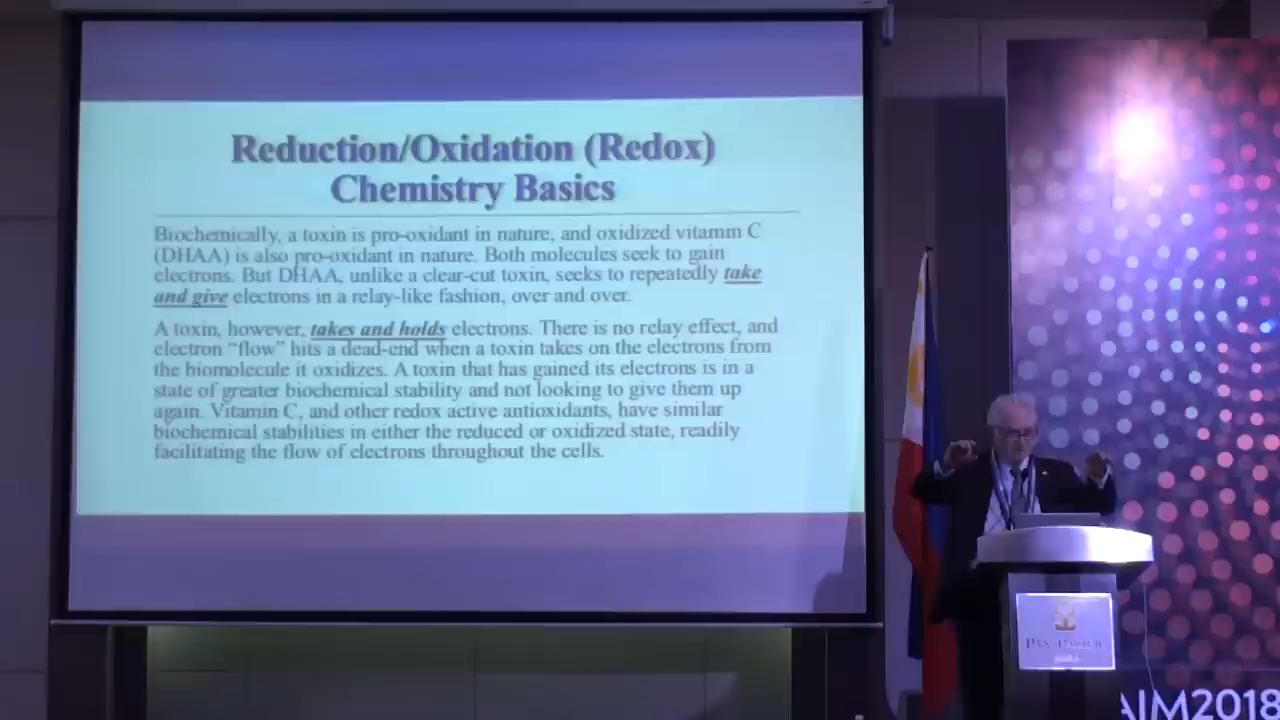 Reduction/Oxidation (Redox)
Chemistry Basics
Biochemically, a toxin is pro-oxidant in nature, and oxidized vitamin C
(DHAA) is also pro-oxidant in nature. Both molecules seek to gain
electrons. But DHAA, unlike a clear-cut toxin, seeks to repeatedly take
and give electrons in a relay-like fashion, over and over.
A toxin, however, takes and holds electrons. There is no relay effect, and
electron “flow” hits a dead-end when a toxin takes on the electrons from
the biomolecule it oxidizes. A toxin that has gained its electrons is in a
state of greater biochemical stability and not looking to give them up
again. Vitamin C, and other redox active antioxidants, have similar
biochemical stabilities in either the reduced or oxidized state, readily
facilitating the flow of electrons throughout the cells.
PAN PACIFIC
AIM2018